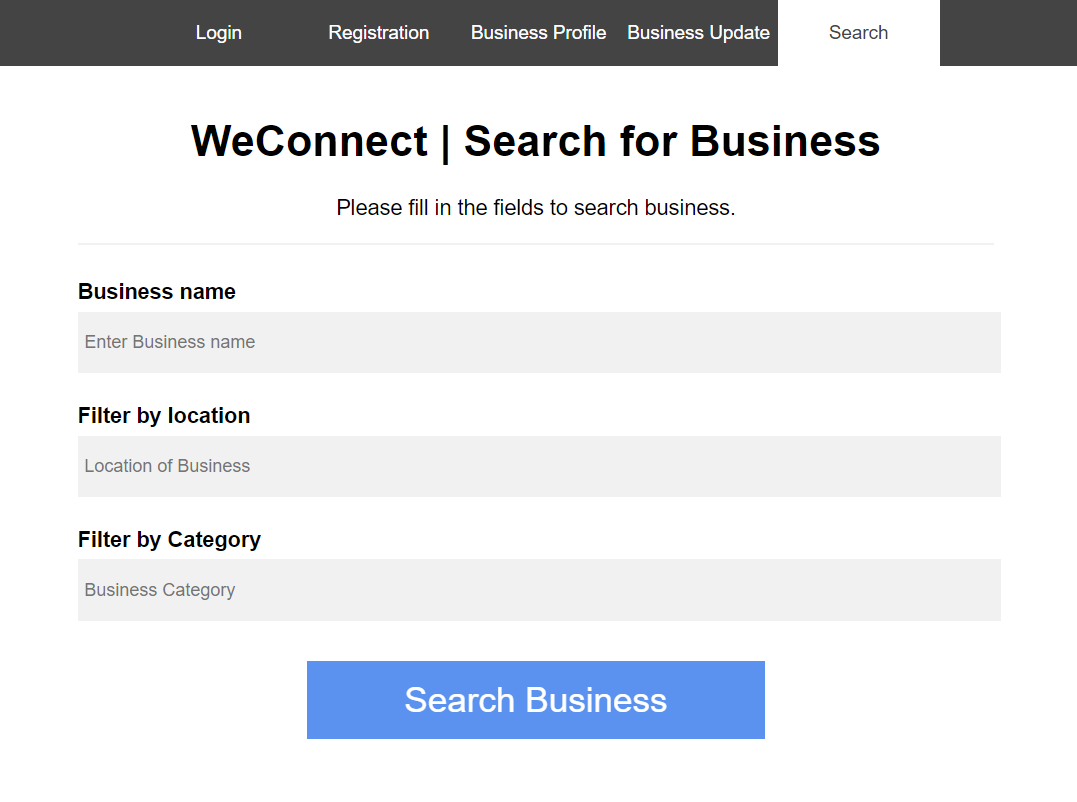 Login Registration Business Profile Business Update Search
WeConnect | Search for Business
Please fill in the fields to search business.
Business name
Enter Business name
Filter by location
Location of Business
Filter by Category
Business Category
Search Business